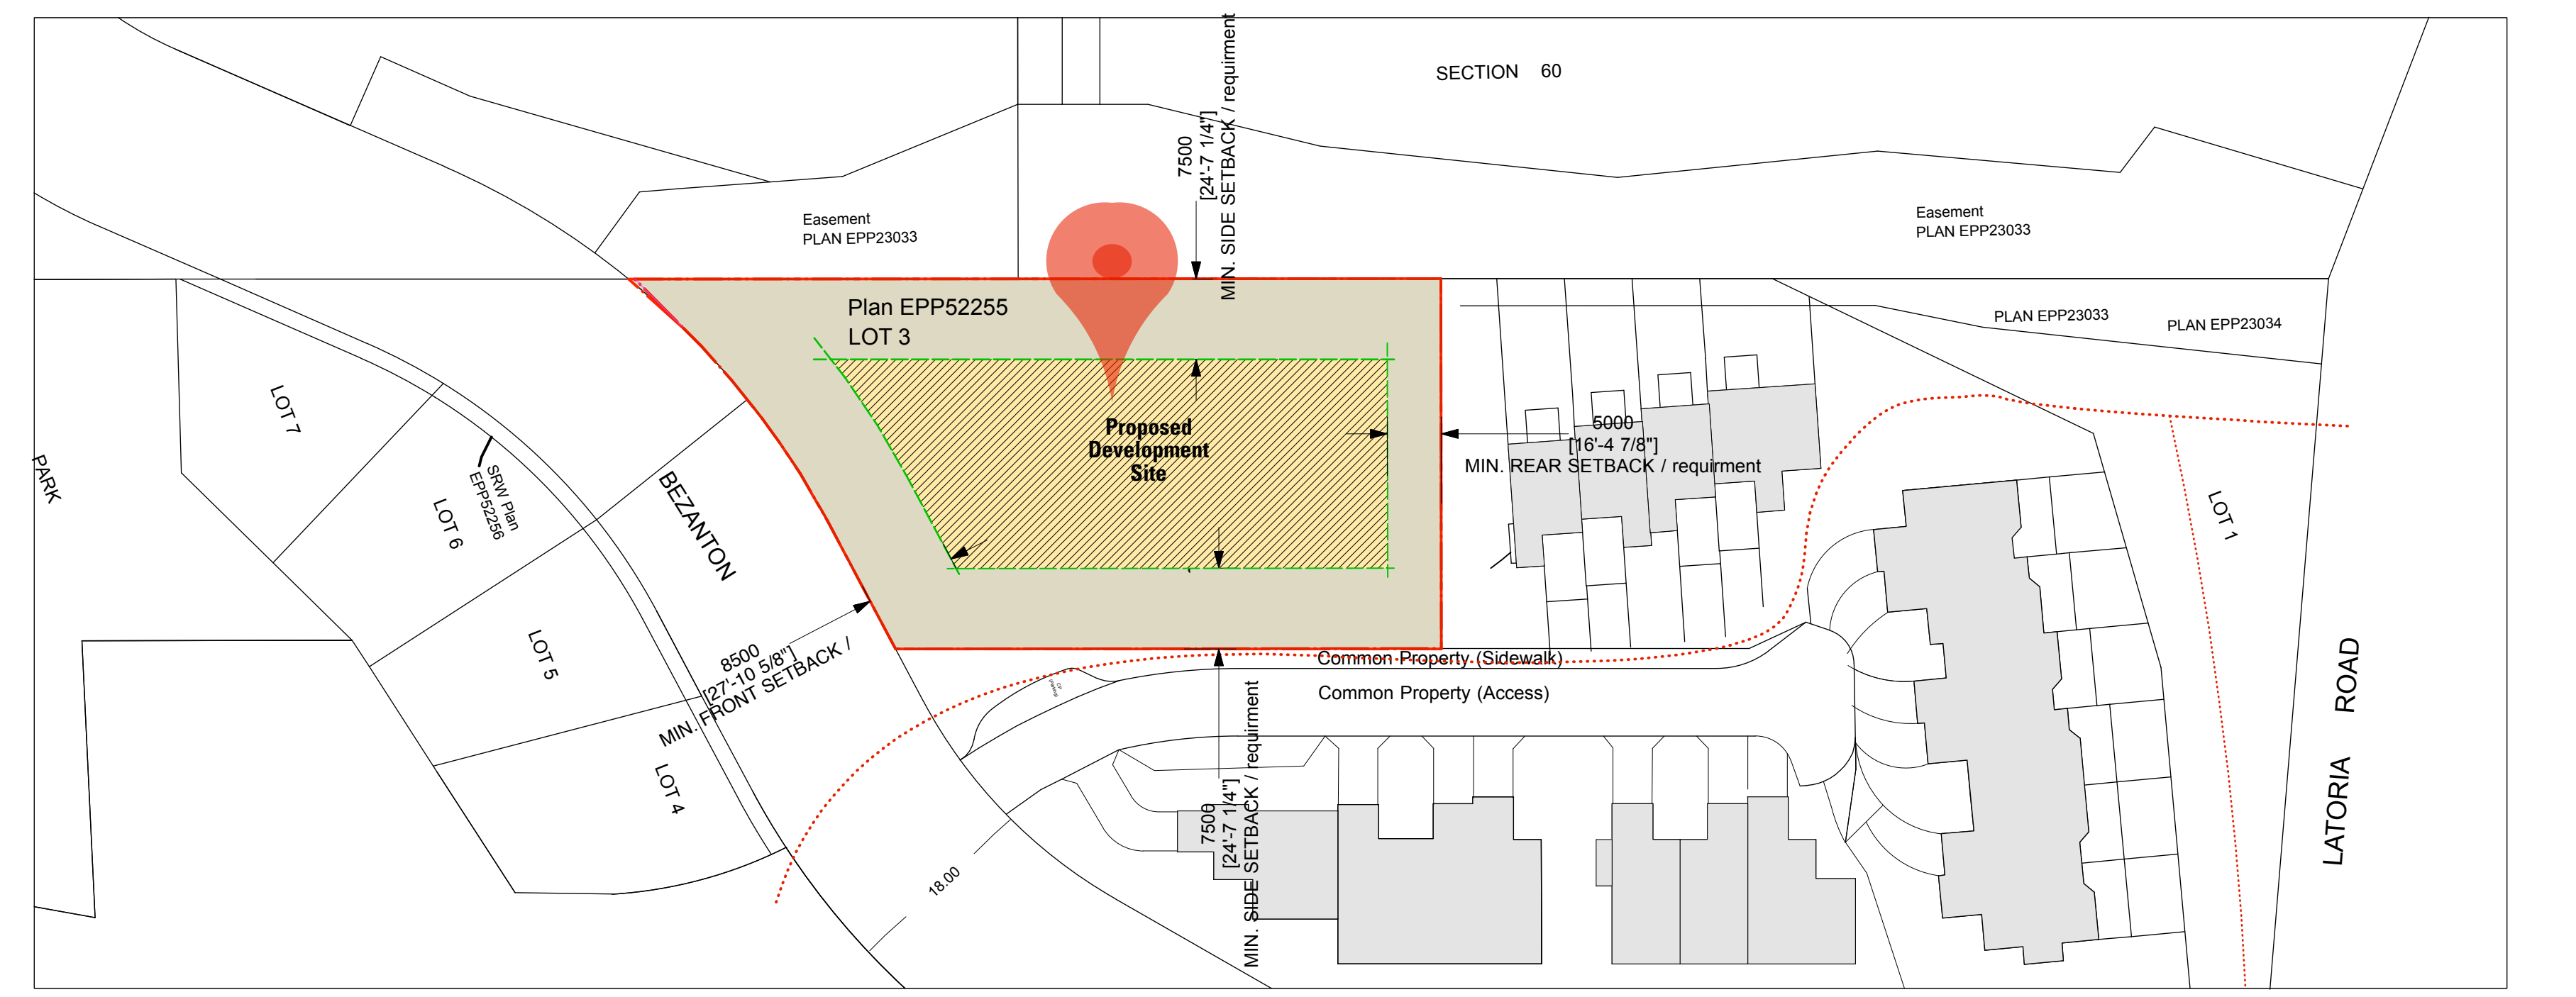 SECTION 60
7500
[24'-7 1/4"]
MIN. SIDE SETBACK / requirment
Easement
PLAN EPP23033
Easement
PLAN EPP23033
Plan EPP52255
LOT 3
PLAN EPP23033
PLAN EPP23034
LOT 7
PARK
SRW Plan
EPP52256
LOT 6
BEZANTON
Proposed
Development
Site
5000
[16'-4 7/8"]
MIN. REAR SETBACK / requirment
LOT 1
LOT 5
8500
[27'-10 5/8"]
MIN. FRONT SETBACK /
Common Property (Sidewalk)
Common Property (Access)
LOT 4
7500
[24'-7 1/4"]
MIN. SIDE SETBACK / requirment
18.00
LATORIA ROAD